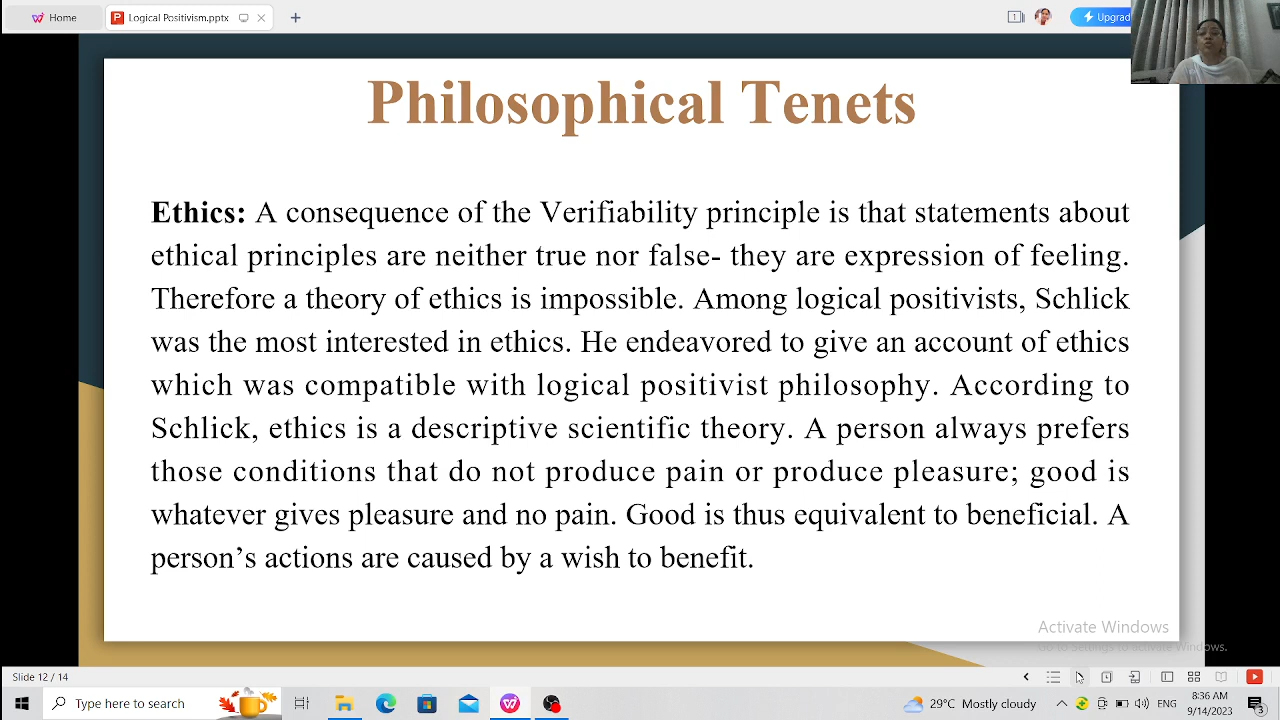 Home
Logical Positivism.pptx
1
Upgrad
Philosophical Tenets
Ethics: A consequence of the Verifiability principle is that statements about
ethical principles are neither true nor false- they are expression of feeling.
Therefore a theory of ethics is impossible. Among logical positivists, Schlick
was the most interested in ethics. He endeavored to give an account of ethics
which was compatible with logical positivist philosophy. According to
Schlick, ethics is a descriptive scientific theory. A person always prefers
those conditions that do not produce pain or produce pleasure; good is
whatever gives pleasure and no pain. Good is thus equivalent to beneficial. A
person’s actions are caused by a wish to benefit.
Activate Windows
Go to Settings to activate Windows.
Slide 12 / 14
Type here to search
29°C Mostly cloudy
ENG
8:36 AM
9/14/2023
3